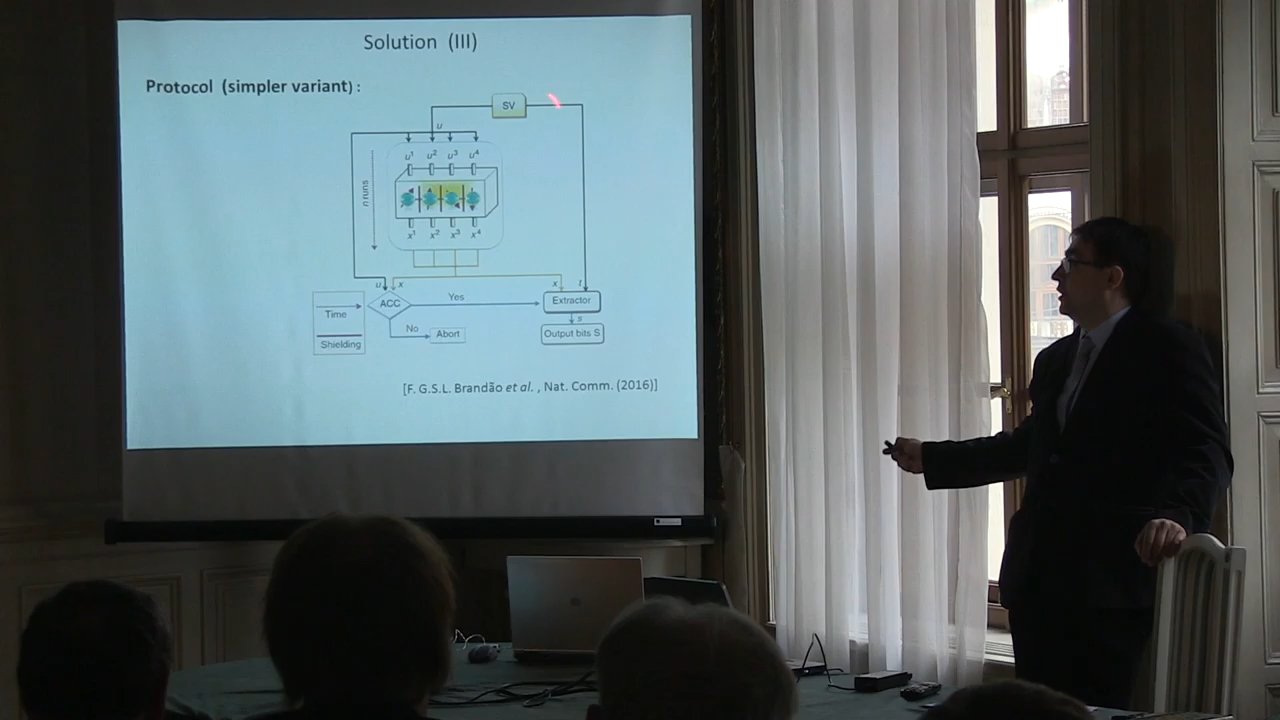 Solution (III)
Protocol (simpler variant) :
SV
u
u¹ u² u³ u⁴
n runs
x¹ x² x³ x⁴
u x x t
ACC Yes Extractor
Time
No Abort
s
Output bits S
Shielding
[F. G.S.L. Brandão et al. , Nat. Comm. (2016)]